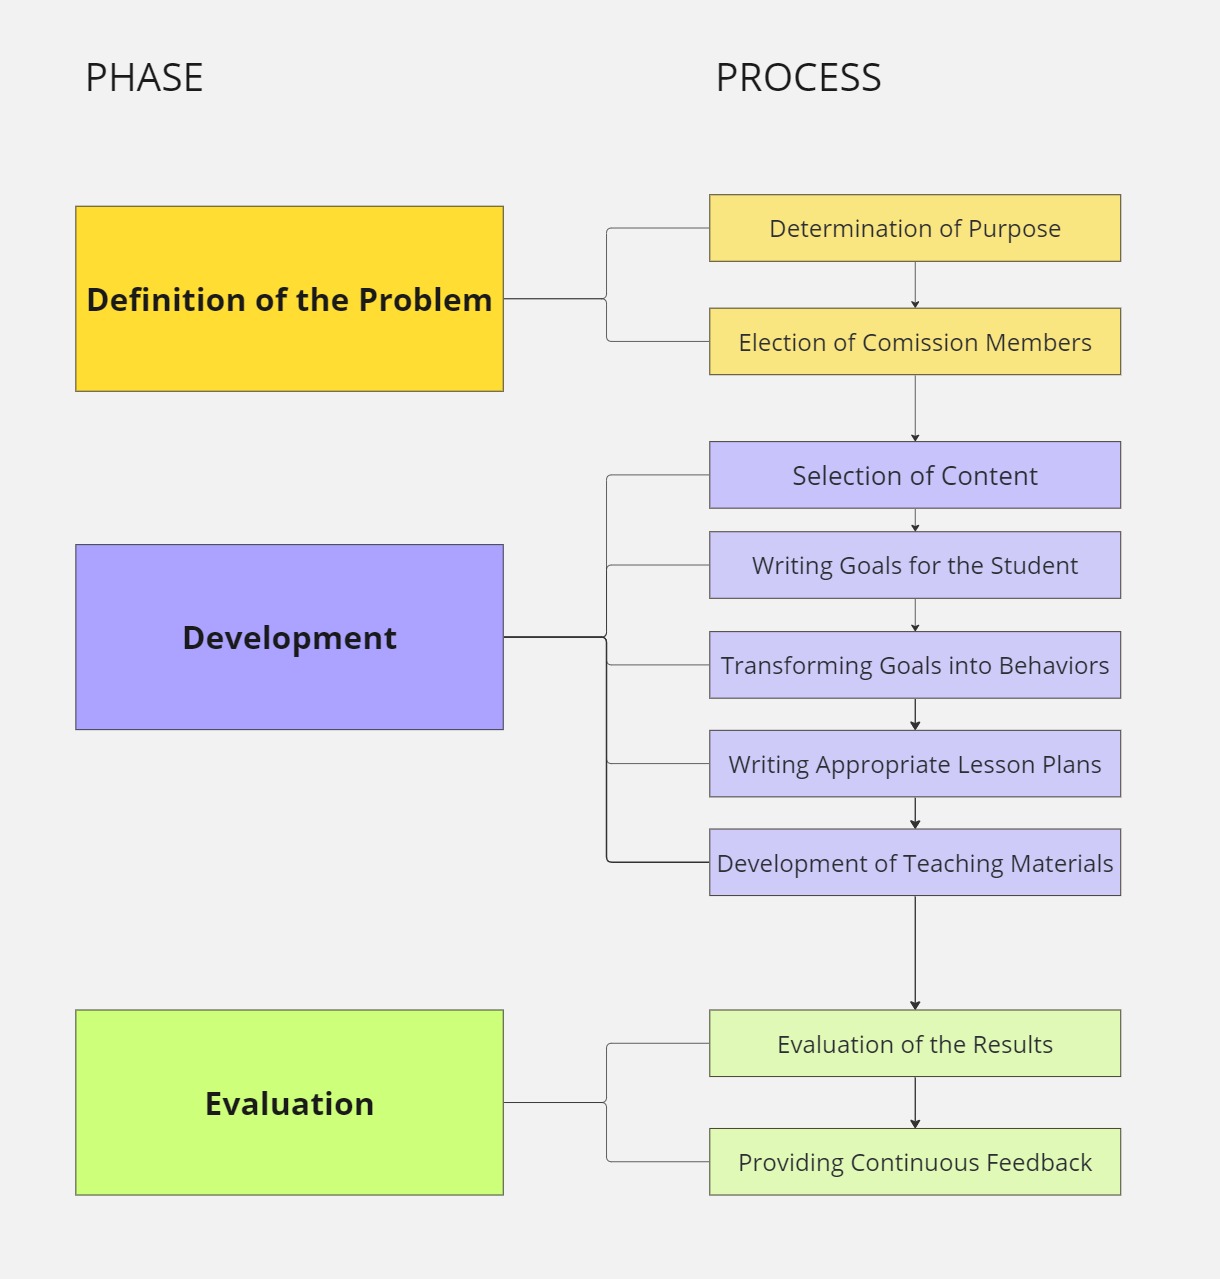 PHASE
PROCESS
Definition of the Problem
Determination of Purpose
Election of Comission Members
Development
Selection of Content
Writing Goals for the Student
Transforming Goals into Behaviors
Writing Appropriate Lesson Plans
Development of Teaching Materials
Evaluation
Evaluation of the Results
Providing Continuous Feedback